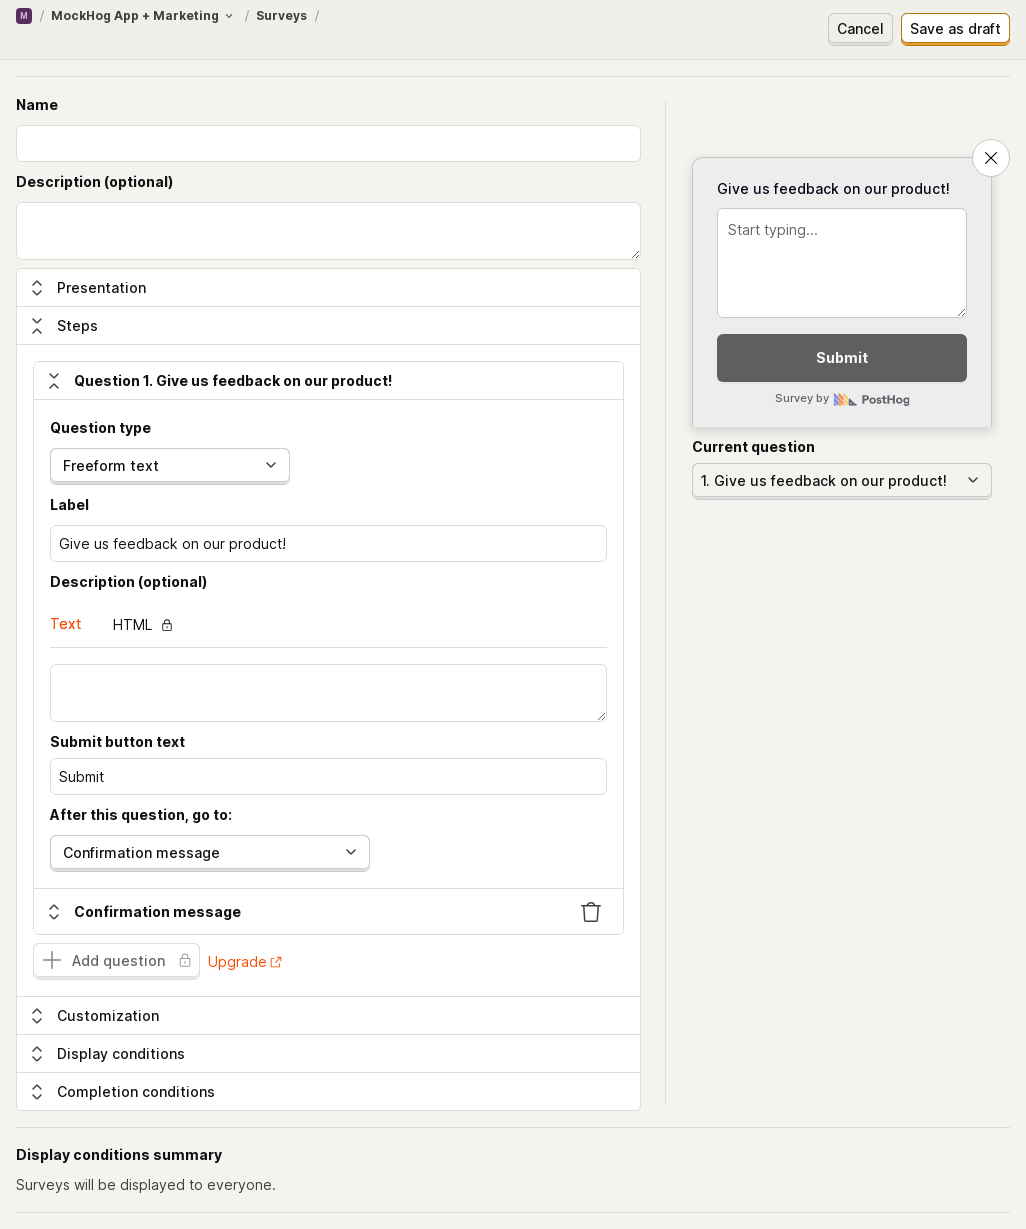 M / MockHog App + Marketing / Surveys /
Cancel
Save as draft
Name
Description (optional)
Presentation
Steps
Question 1. Give us feedback on our product!
Question type
Freeform text
Label
Give us feedback on our product!
Description (optional)
Text
HTML
Submit button text
Submit
After this question, go to:
Confirmation message
Confirmation message
Add question
Upgrade
Customization
Display conditions
Completion conditions
Give us feedback on our product!
Start typing...
Submit
Survey by PostHog
Current question
1. Give us feedback on our product!
Display conditions summary
Surveys will be displayed to everyone.